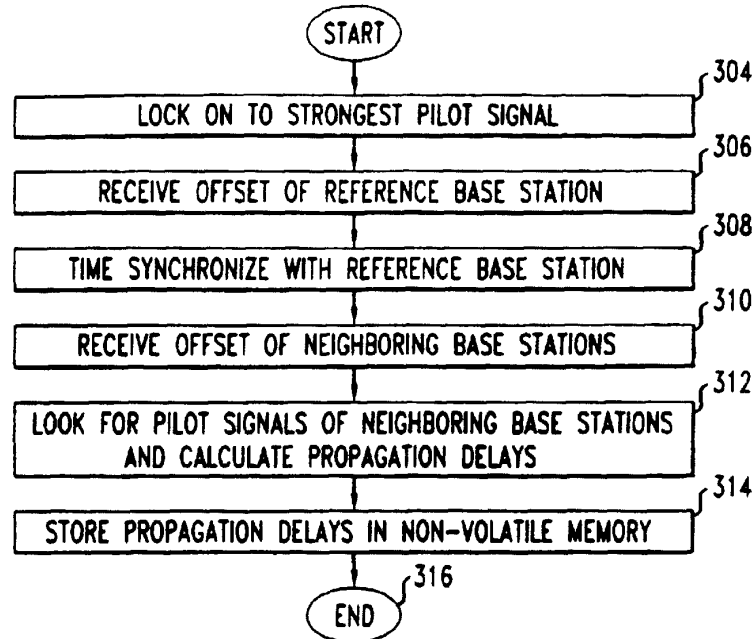 START
304
LOCK ON TO STRONGEST PILOT SIGNAL
306
RECEIVE OFFSET OF REFERENCE BASE STATION
308
TIME SYNCHRONIZE WITH REFERENCE BASE STATION
310
RECEIVE OFFSET OF NEIGHBORING BASE STATIONS
312
LOOK FOR PILOT SIGNALS OF NEIGHBORING BASE STATIONS
AND CALCULATE PROPAGATION DELAYS
314
STORE PROPAGATION DELAYS IN NON-VOLATILE MEMORY
316
END